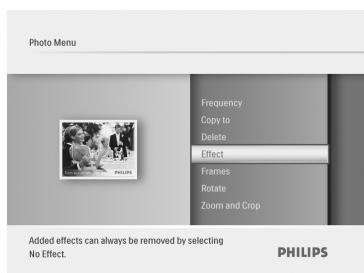 Photo Menu
Frequency
Copy to
Delete
Effect
Frames
Rotate
Zoom and Crop
PHILIPS
Added effects can always be removed by selecting
No Effect.
PHILIPS